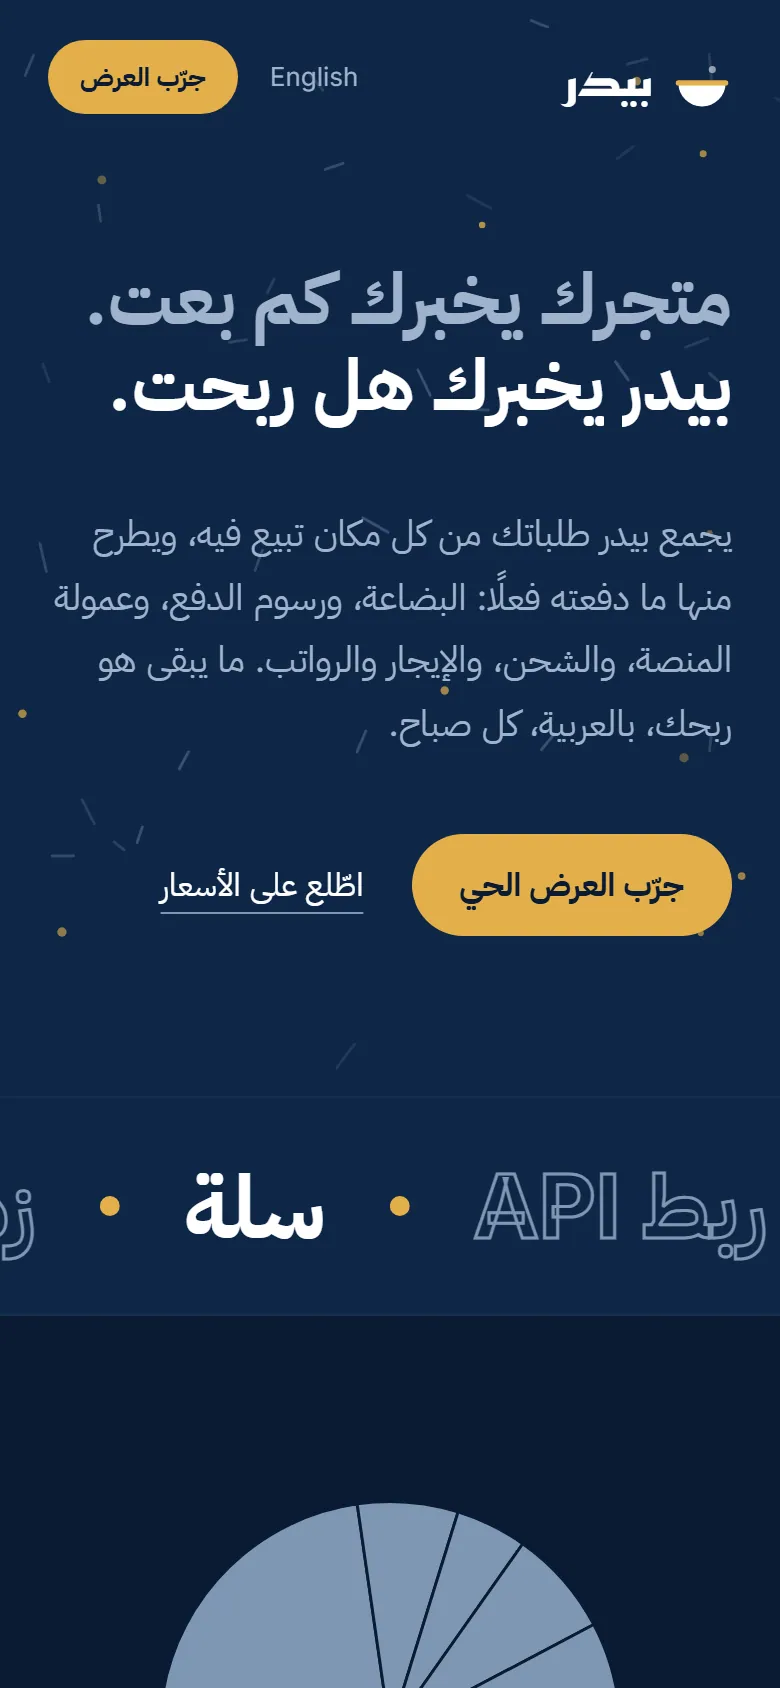 بيدر
English
جرّب العرض
متجرك يخبرك كم بعت.
بيدر يخبرك هل ربحت.
يجمع بيدر طلباتك من كل مكان تبيع فيه، ويطرح
منها ما دفعته فعلًا: البضاعة، ورسوم الدفع، وعمولة
المنصة، والشحن، والإيجار والرواتب. ما يبقى هو
ربحك، بالعربية، كل صباح.
جرّب العرض الحي
اطّلع على الأسعار
ربط API • سلة •